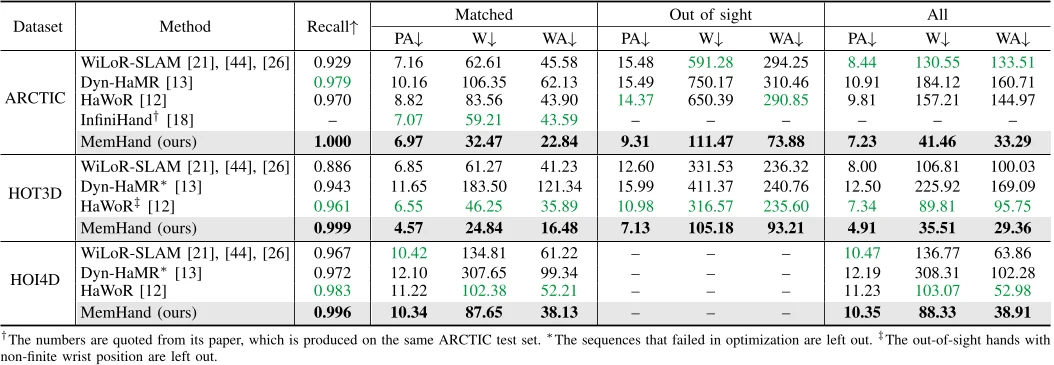 Dataset Method Recall↑ Matched Out of sight All
PA↓ W↓ WA↓ PA↓ W↓ WA↓ PA↓ W↓ WA↓
ARCTIC
WiLoR-SLAM [21], [44], [26] 0.929 7.16 62.61 45.58 15.48 591.28 294.25 8.44 130.55 133.51
Dyn-HaMR [13] 0.979 10.16 106.35 62.13 15.49 750.17 310.46 10.91 184.12 160.71
HaWoR [12] 0.970 8.82 83.56 43.90 14.37 650.39 290.85 9.81 157.21 144.97
InfiniHand† [18] – 7.07 59.21 43.59 – – – – – –
MemHand (ours) 1.000 6.97 32.47 22.84 9.31 111.47 73.88 7.23 41.46 33.29
HOT3D
WiLoR-SLAM [21], [44], [26] 0.886 6.85 61.27 41.23 12.60 331.53 236.32 8.00 106.81 100.03
Dyn-HaMR* [13] 0.943 11.65 183.50 121.34 15.99 411.37 240.76 12.50 225.92 169.09
HaWoR‡ [12] 0.961 6.55 46.25 35.89 10.98 316.57 235.60 7.34 89.81 95.75
MemHand (ours) 0.999 4.57 24.84 16.48 7.13 105.18 93.21 4.91 35.51 29.36
HOI4D
WiLoR-SLAM [21], [44], [26] 0.967 10.42 134.81 61.22 – – – 10.47 136.77 63.86
Dyn-HaMR* [13] 0.972 12.10 307.65 99.34 – – – 12.19 308.31 102.28
HaWoR [12] 0.983 11.22 102.38 52.21 – – – 11.23 103.07 52.98
MemHand (ours) 0.996 10.34 87.65 38.13 – – – 10.35 88.33 38.91
†The numbers are quoted from its paper, which is produced on the same ARCTIC test set. *The sequences that failed in optimization are left out. ‡The out-of-sight hands with
non-finite wrist position are left out.